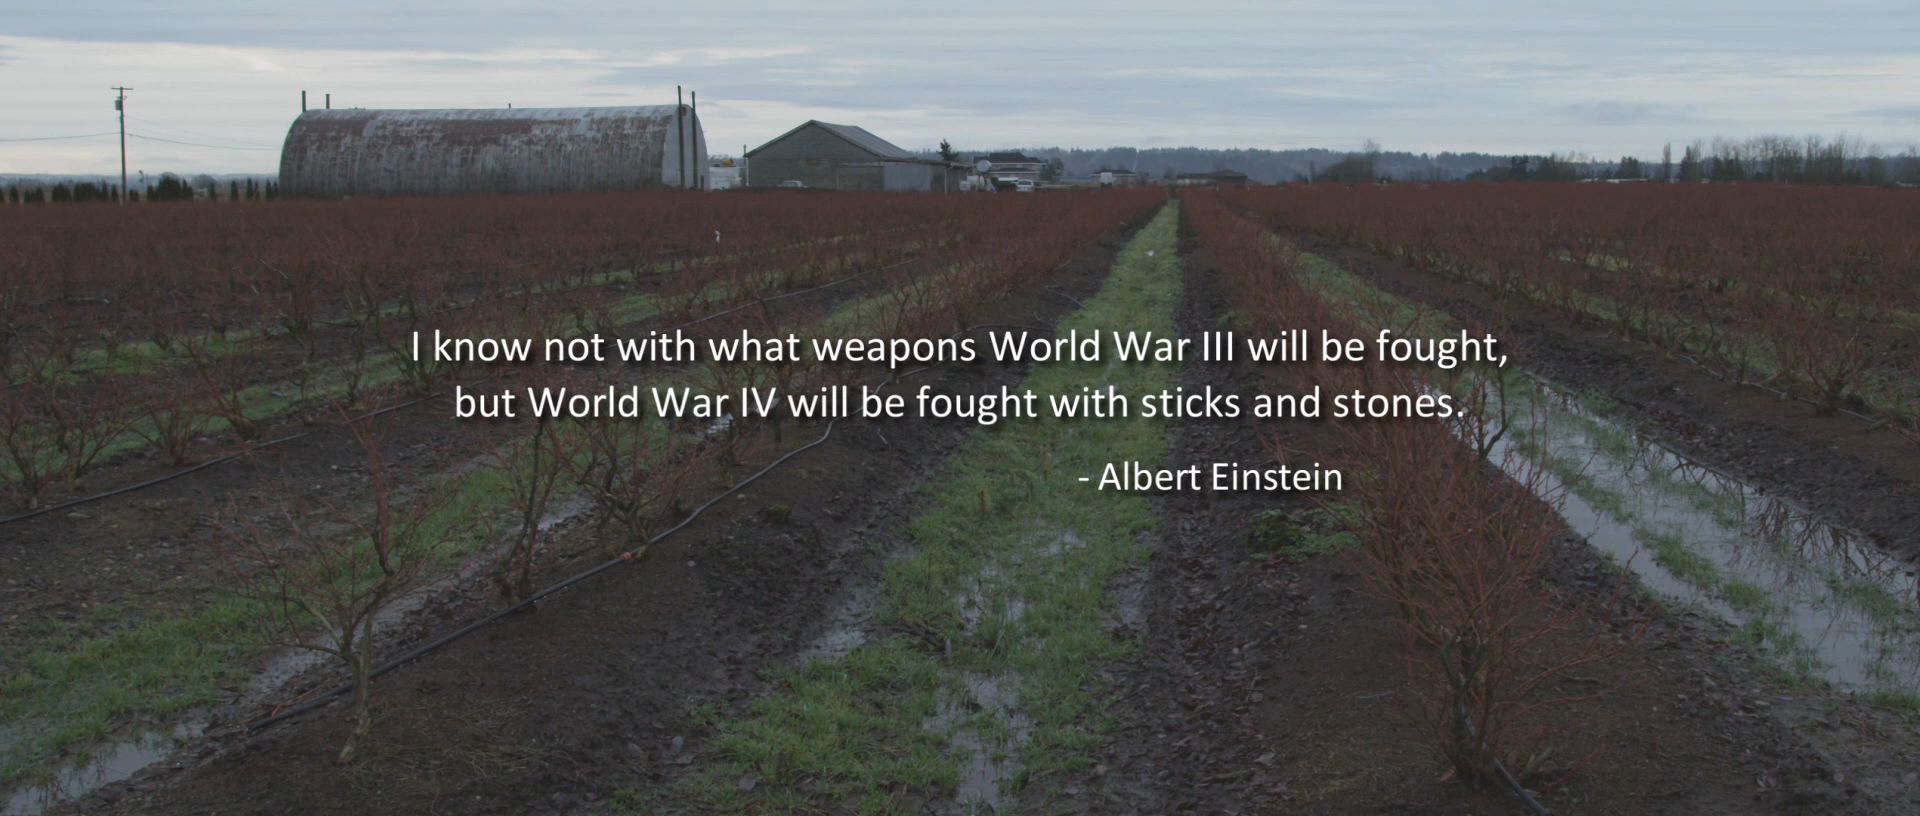 I know not with what weapons World War III will be fought,
but World War IV will be fought with sticks and stones.
- Albert Einstein